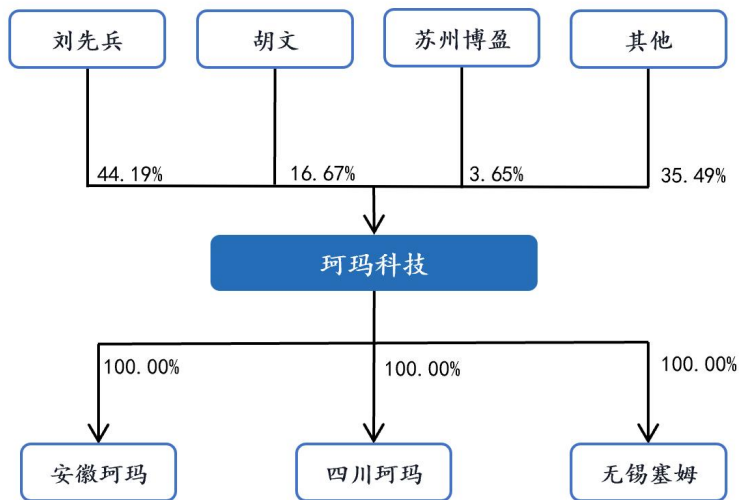 刘先兵
胡文
苏州博盈
其他
44.19%
16.67%
3.65%
35.49%
珂玛科技
100.00%
100.00%
100.00%
安徽珂玛
四川珂玛
无锡塞姆